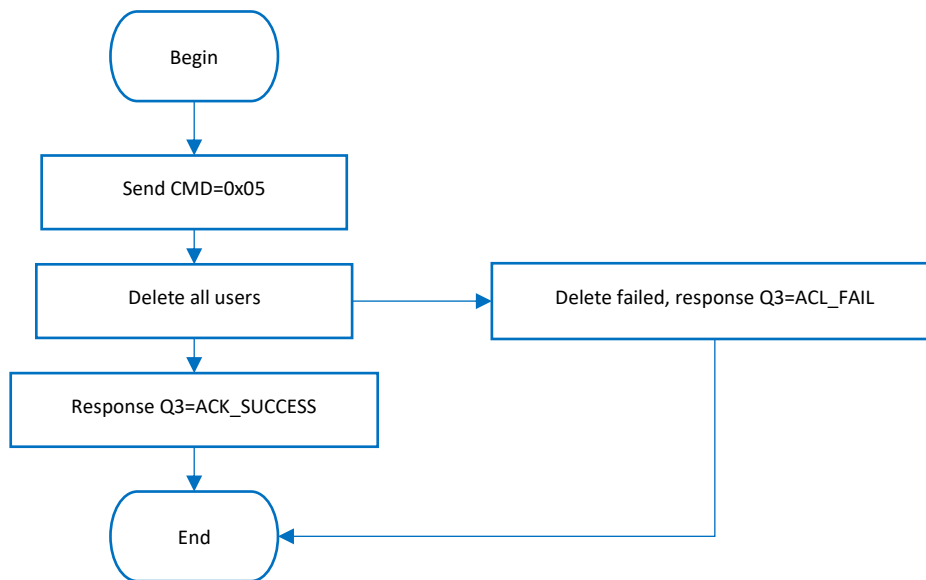 Begin
Send CMD=0x05
Delete all users
Delete failed, response Q3=ACL_FAIL
Response Q3=ACK_SUCCESS
End